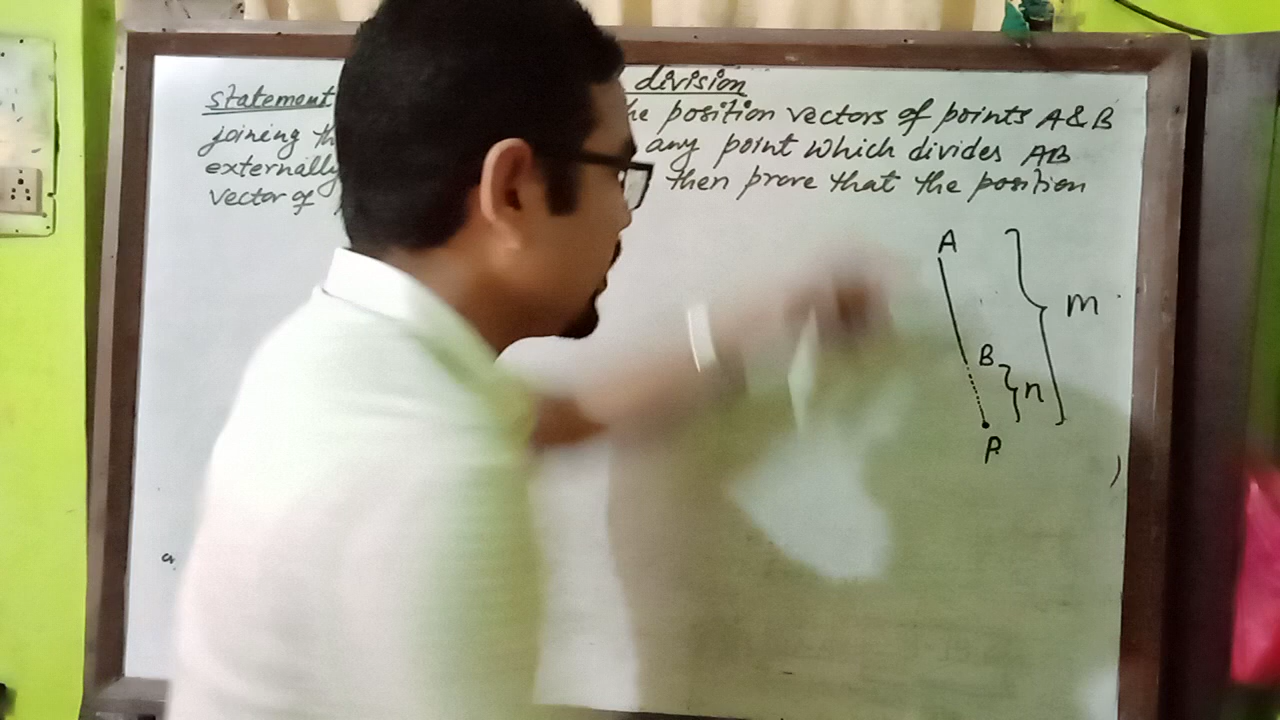 division
statement he position vectors of points A&B
joining th any point which divides AB
externally then prove that the position
vector of
A
m
B
n
P